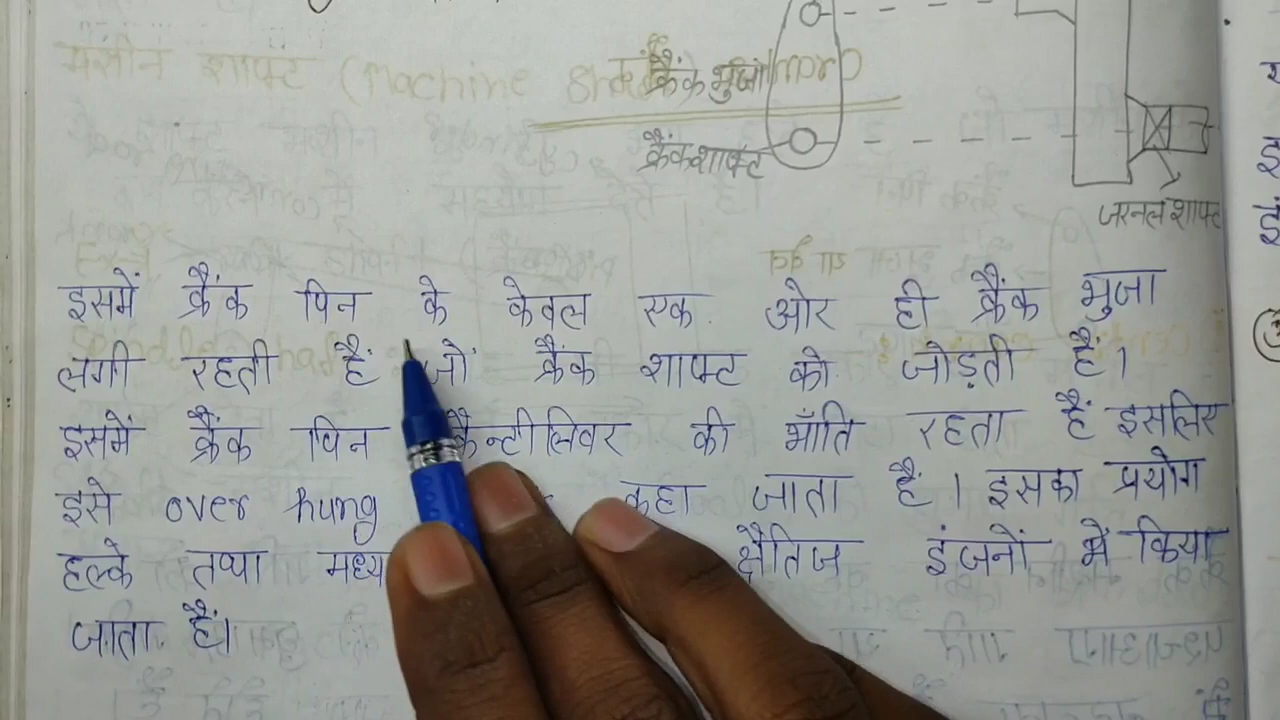 क्रैंक भुजा
क्रैंकशाफ्ट
जरनल शाफ्ट
इसमें क्रैंक पिन के केवल एक ओर ही क्रैंक भुजा
लगी रहती हैं जो क्रैंक शाफ्ट को जोड़ती हैं।
इसमें क्रैंक पिन कैन्टीलिवर की भाँति रहता हैं इसलिए
इसे over hung कहा जाता हैं। इसका प्रयोग
हल्के तथा मध्य क्षैतिज इंजनों में किया
जाता हैं।